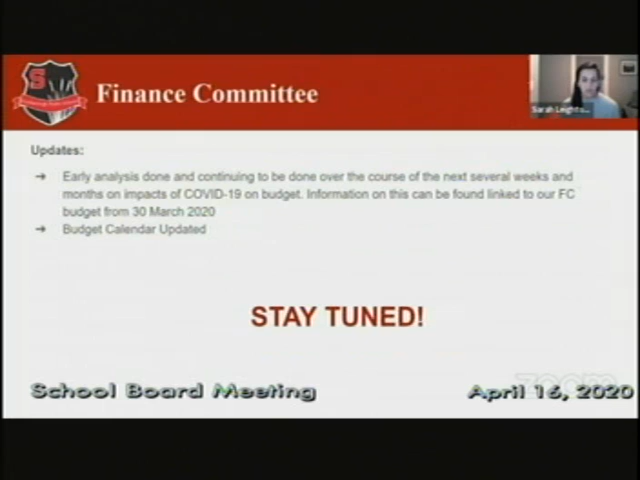 S
Finance Committee
Sarah Leighto...
Updates:
➔ Early analysis done and continuing to be done over the course of the next several weeks and
months on impacts of COVID-19 on budget. Information on this can be found linked to our FC
budget from 30 March 2020
➔ Budget Calendar Updated
STAY TUNED!
zoom
School Board Meeting
April 16, 2020